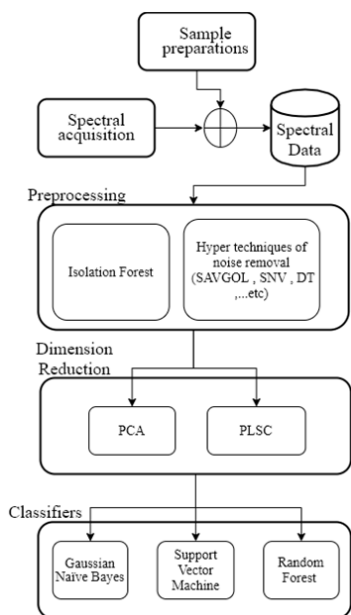 Sample
preparations
Spectral
acquisition
Spectral
Data
Preprocessing
Isolation Forest
Hyper techniques of
noise removal
(SAVGOL , SNV , DT
,...etc)
Dimension
Reduction
PCA
PLSC
Classifiers
Gaussian
Naïve Bayes
Support
Vector
Machine
Random
Forest